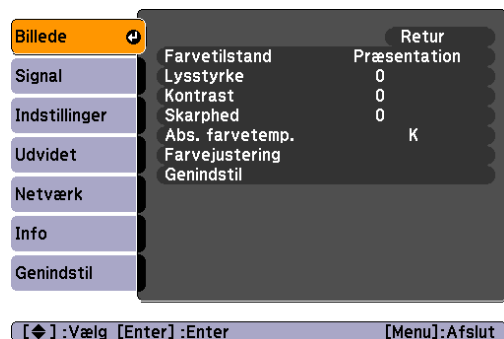 Billede
Signal
Indstillinger
Udvidet
Netværk
Info
Genindstil
Retur
Farvetilstand Præsentation
Lysstyrke 0
Kontrast 0
Skarphed 0
Abs. farvetemp. K
Farvejustering
Genindstil
[◆] :Vælg [Enter] :Enter [Menu]:Afslut